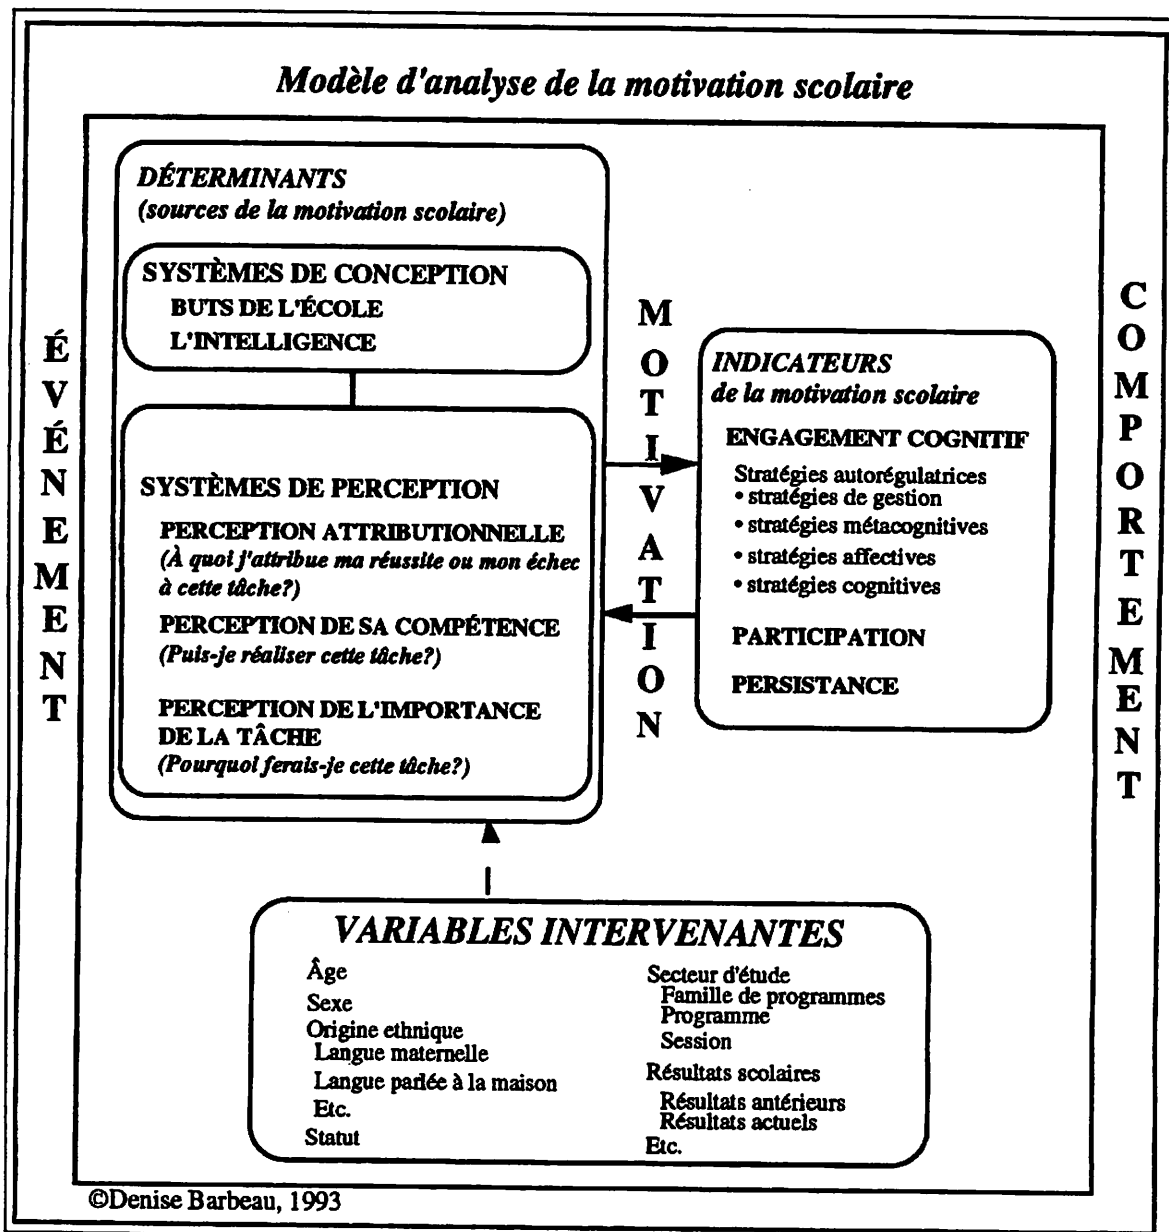 Modèle d'analyse de la motivation scolaire
ÉVÉNEMENT
DÉTERMINANTS
(sources de la motivation scolaire)
SYSTÈMES DE CONCEPTION
BUTS DE L'ÉCOLE
L'INTELLIGENCE
SYSTÈMES DE PERCEPTION
PERCEPTION ATTRIBUTIONNELLE
(À quoi j'attribue ma réussite ou mon échec
à cette tâche?)
PERCEPTION DE SA COMPÉTENCE
(Puis-je réaliser cette tâche?)
PERCEPTION DE L'IMPORTANCE
DE LA TÂCHE
(Pourquoi ferais-je cette tâche?)
MOTIVATION
INDICATEURS
de la motivation scolaire
ENGAGEMENT COGNITIF
Stratégies autorégulatrices
• stratégies de gestion
• stratégies métacognitives
• stratégies affectives
• stratégies cognitives
PARTICIPATION
PERSISTANCE
COMPORTEMENT
VARIABLES INTERVENANTES
Âge
Sexe
Origine ethnique
Langue maternelle
Langue parlée à la maison
Etc.
Statut
Secteur d'étude
Famille de programmes
Programme
Session
Résultats scolaires
Résultats antérieurs
Résultats actuels
Etc.
©Denise Barbeau, 1993